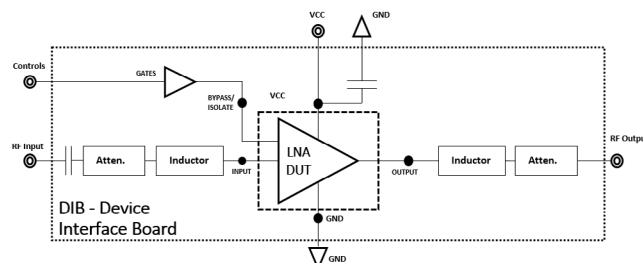 VCC
GND
Controls
GATES
BYPASS/
ISOLATE
VCC
RF Input
Atten.
Inductor
INPUT
LNA
DUT
OUTPUT
Inductor
Atten.
RF Output
GND
DIB - Device
Interface Board
GND